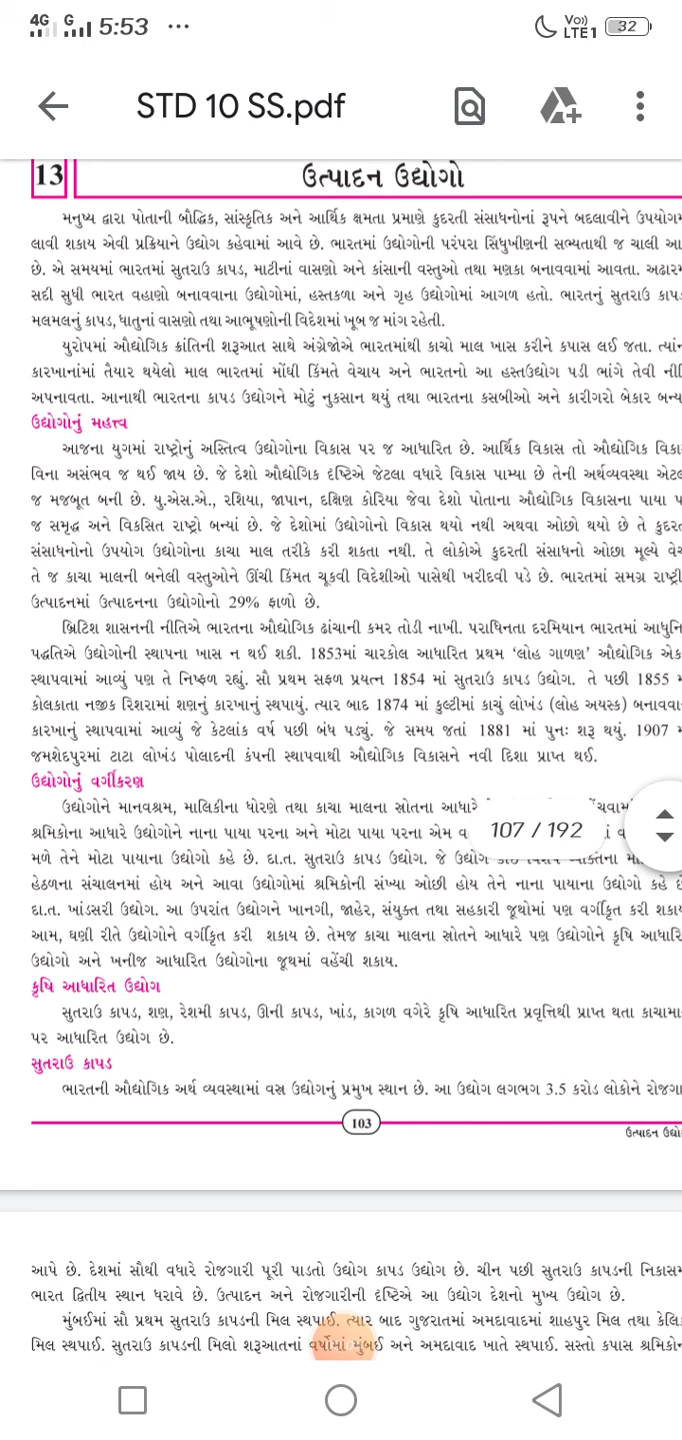 4G G 5:53 ... Vo)) LTE1 32
STD 10 SS.pdf
13 ઉત્પાદન ઉદ્યોગો
મનુષ્ય દ્વારા પોતાની બૌદ્ધિક, સાંસ્કૃતિક અને આર્થિક ક્ષમતા પ્રમાણે કુદરતી સંસાધનોનાં રૂપને બદલાવીને ઉપયોગમ
લાવી શકાય એવી પ્રક્રિયાને ઉદ્યોગ કહેવામાં આવે છે. ભારતમાં ઉદ્યોગોની પરંપરા સિંધુખીણની સભ્યતાથી જ ચાલી આ
છે. એ સમયમાં ભારતમાં સુતરાઉ કાપડ, માટીનાં વાસણો અને કાંસાની વસ્તુઓ તથા મણકા બનાવવામાં આવતા. અઢારમ
સદી સુધી ભારત વહાણો બનાવવાના ઉદ્યોગોમાં, હસ્તકળા અને ગૃહ ઉદ્યોગોમાં આગળ હતો. ભારતનું સુતરાઉ કાપડ
મલમલનું કાપડ, ધાતુનાં વાસણો તથા આભૂષણોની વિદેશમાં ખૂબ જ માંગ રહેતી.
યુરોપમાં ઔદ્યોગિક ક્રાંતિની શરૂઆત સાથે અંગ્રેજોએ ભારતમાંથી કાચો માલ ખાસ કરીને કપાસ લઈ જતા. ત્યાંન
કારખાનાંમાં તૈયાર થયેલો માલ ભારતમાં મોંઘી કિંમતે વેચાય અને ભારતનો આ હસ્તઉદ્યોગ પડી ભાંગે તેવી ની
અપનાવતા. આનાથી ભારતના કાપડ ઉદ્યોગને મોટું નુકસાન થયું તથા ભારતના કસબીઓ અને કારીગરો બેકાર બન્ય
ઉદ્યોગોનું મહત્ત્વ
આજના યુગમાં રાષ્ટ્રોનું અસ્તિત્વ ઉદ્યોગોના વિકાસ પર જ આધારિત છે. આર્થિક વિકાસ તો ઔદ્યોગિક વિકા
વિના અસંભવ જ થઈ જાય છે. જે દેશો ઔદ્યોગિક દૃષ્ટિએ જેટલા વધારે વિકાસ પામ્યા છે તેની અર્થવ્યવસ્થા એટલ
જ મજબૂત બની છે. યુ.એસ.એ., રશિયા, જાપાન, દક્ષિણ કોરિયા જેવા દેશો પોતાના ઔદ્યોગિક વિકાસના પાયા પ
જ સમૃદ્ધ અને વિકસિત રાષ્ટ્રો બન્યાં છે. જે દેશોમાં ઉદ્યોગોનો વિકાસ થયો નથી અથવા ઓછો થયો છે તે કુદર
સંસાધનોનો ઉપયોગ ઉદ્યોગોના કાચા માલ તરીકે કરી શકતા નથી. તે લોકોએ કુદરતી સંસાધનો ઓછા મૂલ્યે વેચ
તે જ કાચા માલની બનેલી વસ્તુઓને ઊંચી કિંમત ચૂકવી વિદેશીઓ પાસેથી ખરીદવી પડે છે. ભારતમાં સમગ્ર રાષ્ટ્રી
ઉત્પાદનમાં ઉત્પાદનના ઉદ્યોગોનો 29% ફાળો છે.
બ્રિટિશ શાસનની નીતિએ ભારતના ઔદ્યોગિક ઢાંચાની કમર તોડી નાખી. પરાધિનતા દરમિયાન ભારતમાં આધુનિ
પદ્ધતિએ ઉદ્યોગોની સ્થાપના ખાસ ન થઈ શકી. 1853માં ચારકોલ આધારિત પ્રથમ ‘લોહ ગાળણ’ ઔદ્યોગિક એક
સ્થાપવામાં આવ્યું પણ તે નિષ્ફળ રહ્યું. સૌ પ્રથમ સફળ પ્રયત્ન 1854 માં સુતરાઉ કાપડ ઉદ્યોગ. તે પછી 1855 મ
કોલકાતા નજીક રિશરામાં શણનું કારખાનું સ્થપાયું. ત્યાર બાદ 1874 માં કુલ્ટીમાં કાચું લોખંડ (લોહ અયસ્ક) બનાવવા
કારખાનું સ્થાપવામાં આવ્યું જે કેટલાંક વર્ષ પછી બંધ પડ્યું. જે સમય જતાં 1881 માં પુનઃ શરૂ થયું. 1907 મ
જમશેદપુરમાં ટાટા લોખંડ પોલાદની કંપની સ્થાપવાથી ઔદ્યોગિક વિકાસને નવી દિશા પ્રાપ્ત થઈ.
ઉદ્યોગોનું વર્ગીકરણ
ઉદ્યોગોને માનવશ્રમ, માલિકીના ધોરણે તથા કાચા માલના સ્રોતના આધારે
શ્રમિકોના આધારે ઉદ્યોગોને નાના પાયા પરના અને મોટા પાયા પરના એમ વ
107 / 192
મળે તેને મોટા પાયાના ઉદ્યોગો કહે છે. દા.ત. સુતરાઉ કાપડ ઉદ્યોગ. જે ઉદ્યોગ
હેઠળના સંચાલનમાં હોય અને આવા ઉદ્યોગોમાં શ્રમિકોની સંખ્યા ઓછી હોય તેને નાના પાયાના ઉદ્યોગો કહે છે
દા.ત. ખાંડસરી ઉદ્યોગ. આ ઉપરાંત ઉદ્યોગને ખાનગી, જાહેર, સંયુક્ત તથા સહકારી જૂથોમાં પણ વર્ગીકૃત કરી શકાય
આમ, ઘણી રીતે ઉદ્યોગોને વર્ગીકૃત કરી શકાય છે. તેમજ કાચા માલના સ્રોતને આધારે પણ ઉદ્યોગોને કૃષિ આધારિ
ઉદ્યોગો અને ખનીજ આધારિત ઉદ્યોગોના જૂથમાં વહેંચી શકાય.
કૃષિ આધારિત ઉદ્યોગ
સુતરાઉ કાપડ, શણ, રેશમી કાપડ, ઊની કાપડ, ખાંડ, કાગળ વગેરે કૃષિ આધારિત પ્રવૃત્તિથી પ્રાપ્ત થતા કાચામા
પર આધારિત ઉદ્યોગ છે.
સુતરાઉ કાપડ
ભારતની ઔદ્યોગિક અર્થ વ્યવસ્થામાં વસ્ત્ર ઉદ્યોગનું પ્રમુખ સ્થાન છે. આ ઉદ્યોગ લગભગ 3.5 કરોડ લોકોને રોજગા
103
ઉત્પાદન ઉદ્યો
આપે છે. દેશમાં સૌથી વધારે રોજગારી પૂરી પાડતો ઉદ્યોગ કાપડ ઉદ્યોગ છે. ચીન પછી સુતરાઉ કાપડની નિકાસમ
ભારત દ્વિતીય સ્થાન ધરાવે છે. ઉત્પાદન અને રોજગારીની દૃષ્ટિએ આ ઉદ્યોગ દેશનો મુખ્ય ઉદ્યોગ છે.
મુંબઈમાં સૌ પ્રથમ સુતરાઉ કાપડની મિલ સ્થપાઈ. ત્યાર બાદ ગુજરાતમાં અમદાવાદમાં શાહપુર મિલ તથા કેલિ
મિલ સ્થપાઈ. સુતરાઉ કાપડની મિલો શરૂઆતનાં વર્ષોમાં મુંબઈ અને અમદાવાદ ખાતે સ્થપાઈ. સસ્તો કપાસ શ્રમિકોન